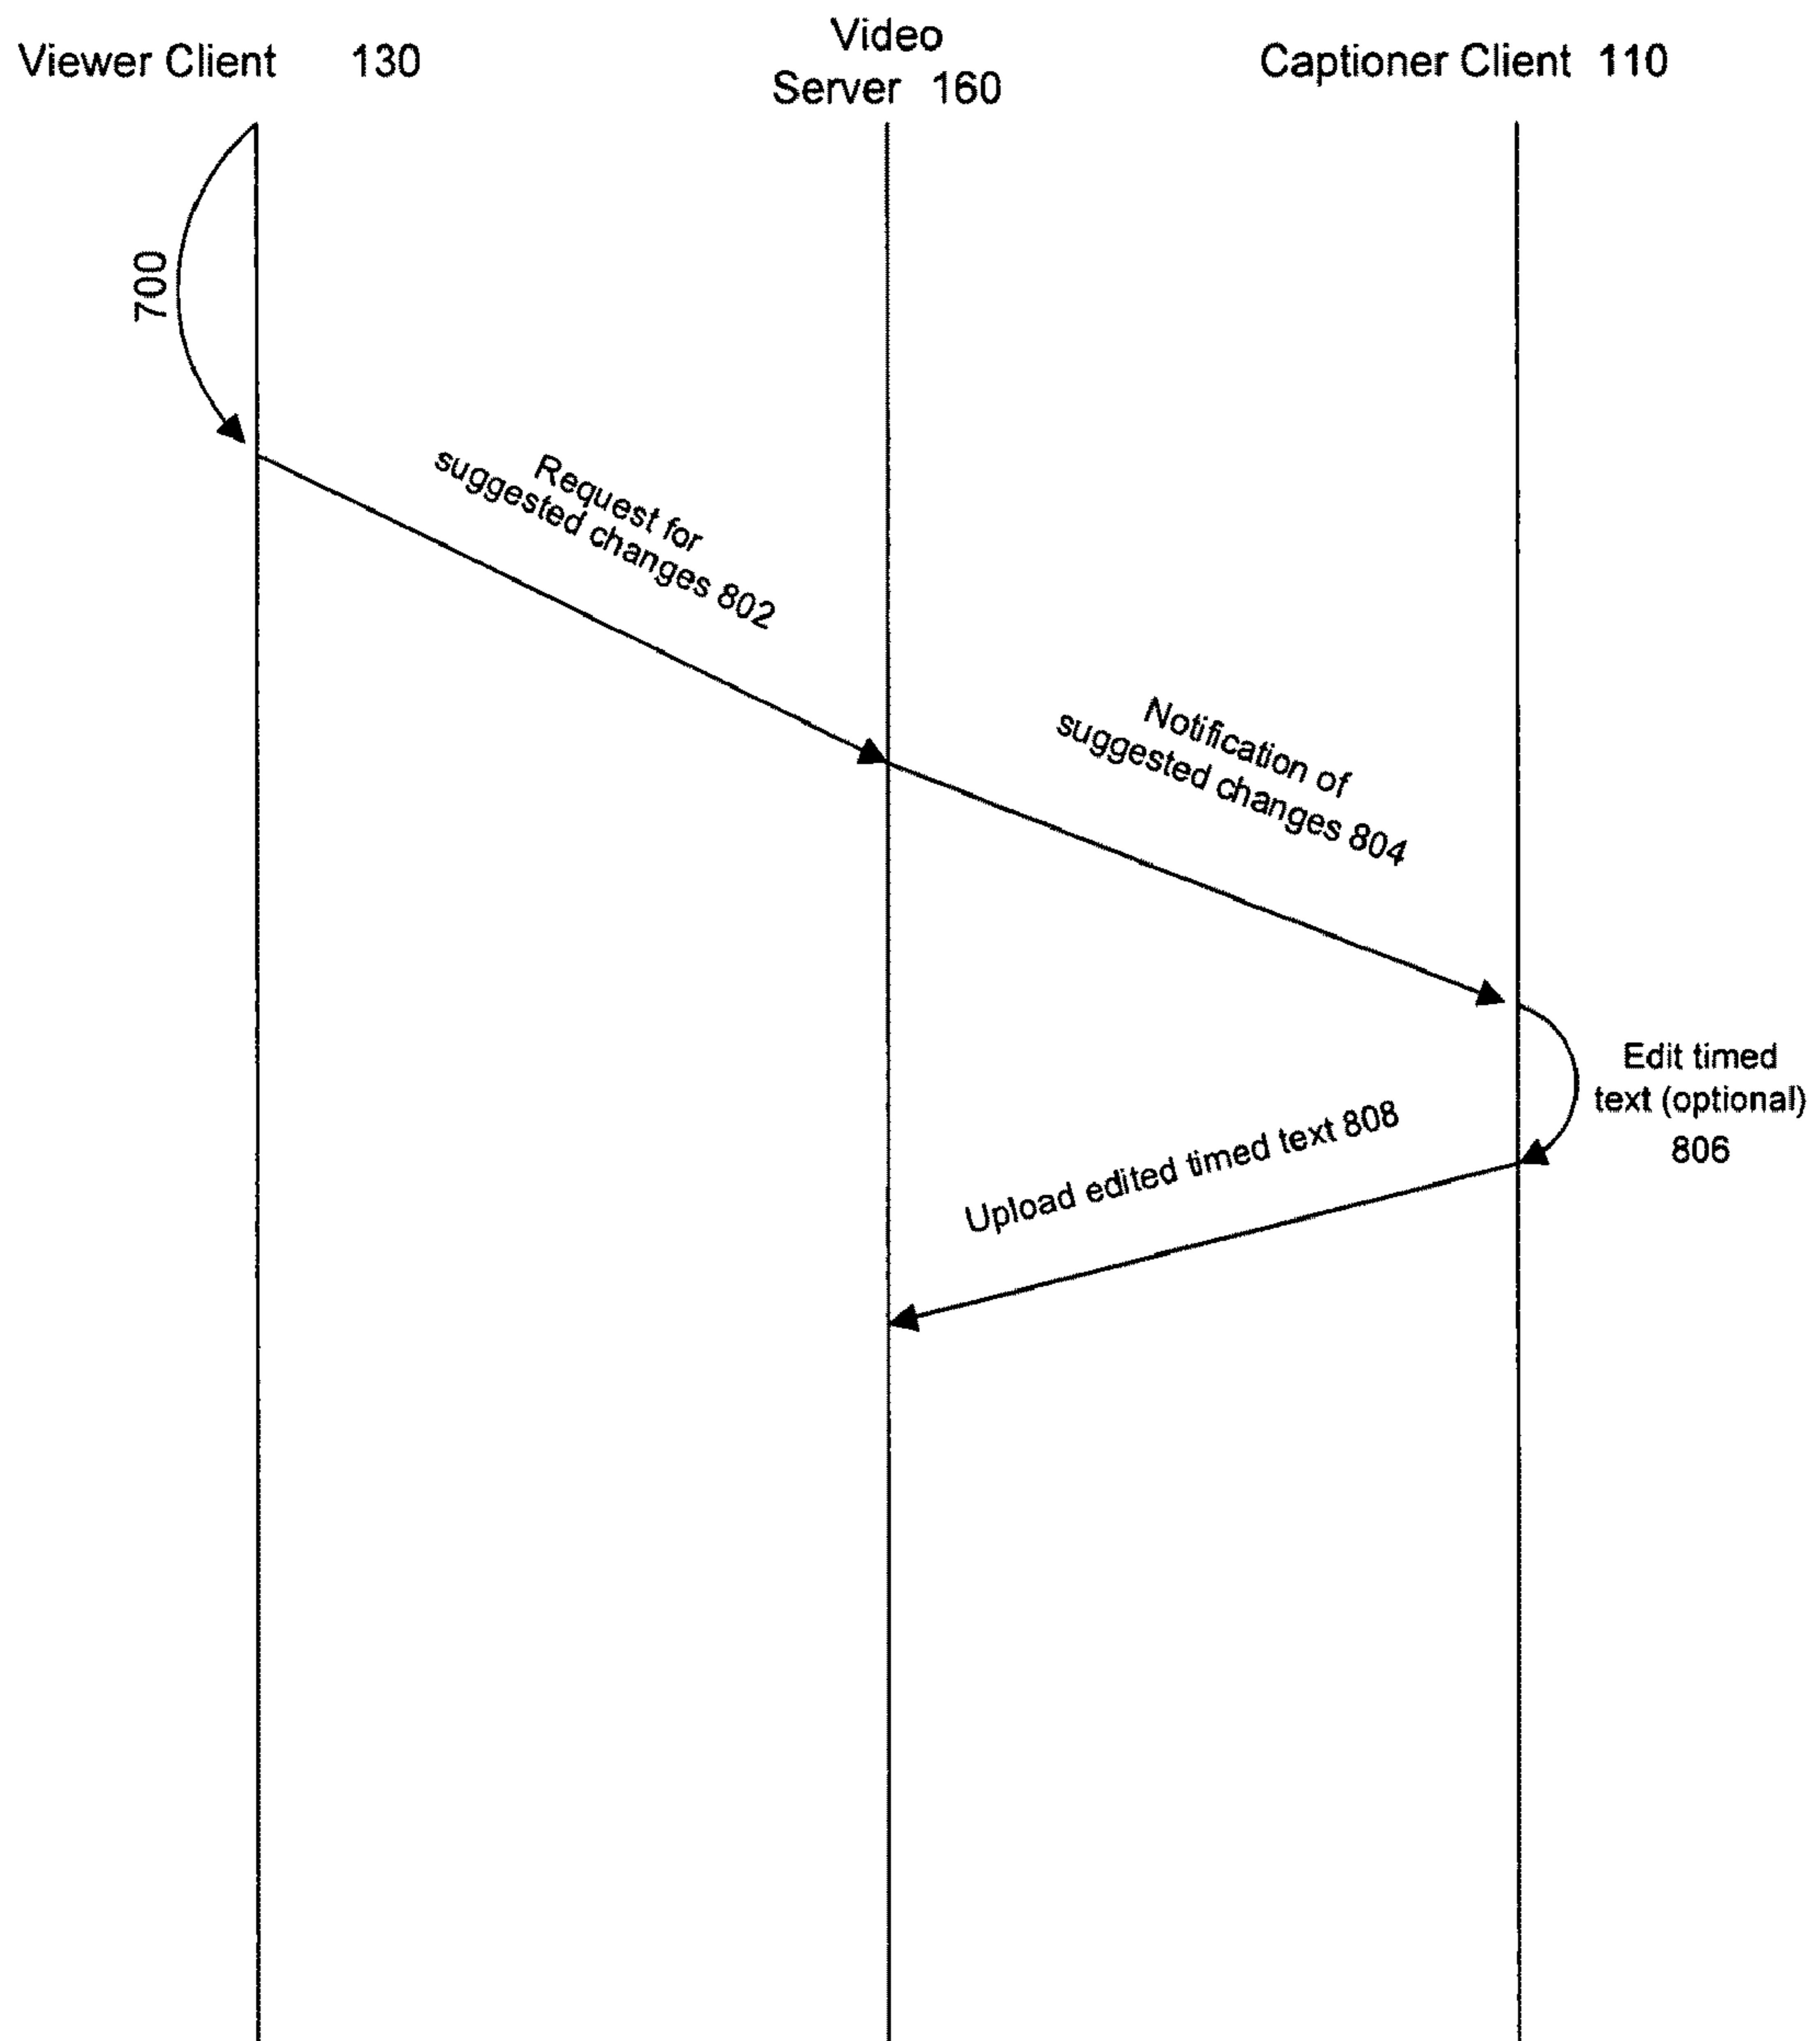 Viewer Client 130
Video
Server 160
Captioner Client 110
700
Request for
suggested changes 802
Notification of
suggested changes 804
Edit timed
text (optional)
806
Upload edited timed text 808